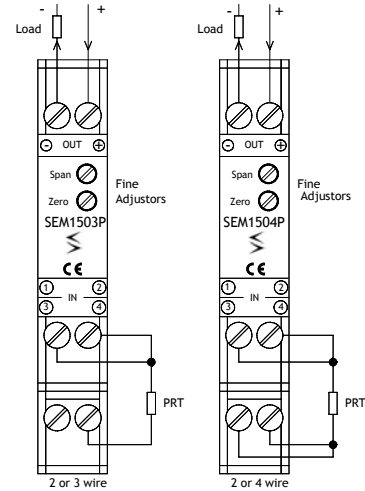 - +
Load
OUT
Span
Zero
Fine
Adjustors
SEM1503P
CE
1 2
IN
3 4
PRT
2 or 3 wire
- +
Load
OUT
Span
Zero
Fine
Adjustors
SEM1504P
CE
1 2
IN
3 4
PRT
2 or 4 wire